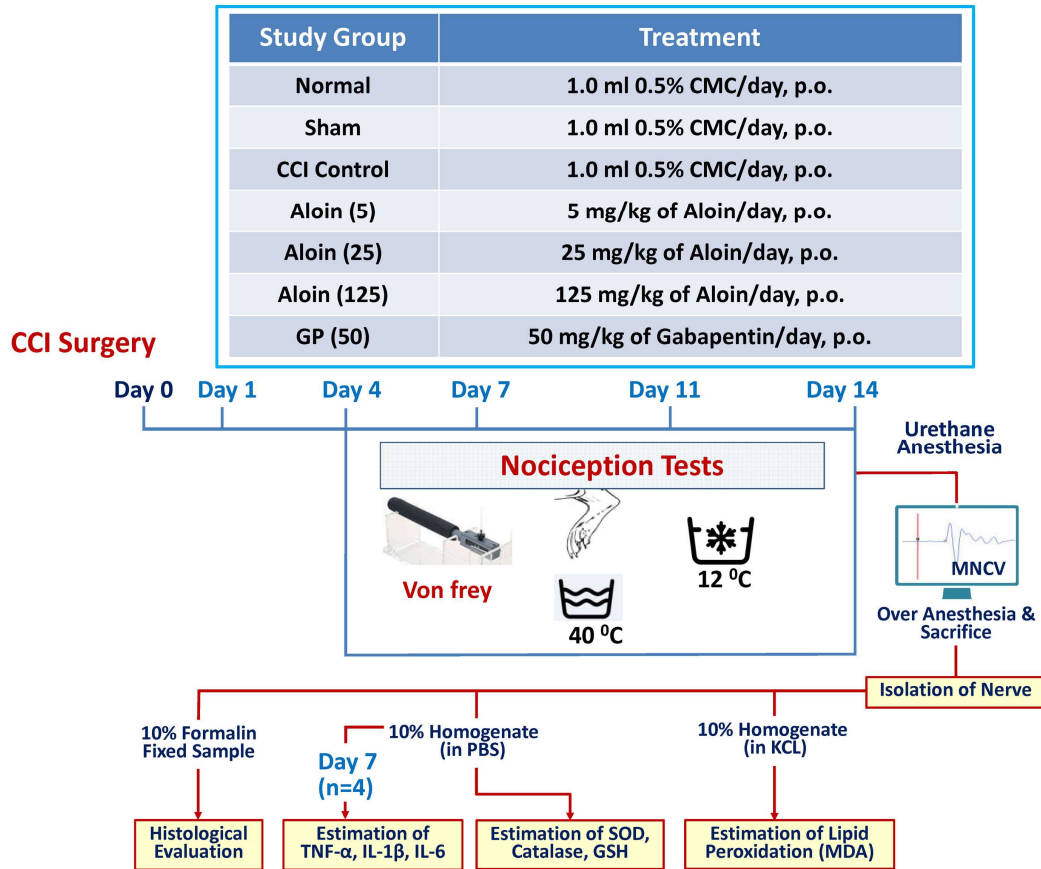 Study Group Treatment
Normal 1.0 ml 0.5% CMC/day, p.o.
Sham 1.0 ml 0.5% CMC/day, p.o.
CCI Control 1.0 ml 0.5% CMC/day, p.o.
Aloin (5) 5 mg/kg of Aloin/day, p.o.
Aloin (25) 25 mg/kg of Aloin/day, p.o.
Aloin (125) 125 mg/kg of Aloin/day, p.o.
GP (50) 50 mg/kg of Gabapentin/day, p.o.
CCI Surgery
Day 0 Day 1 Day 4 Day 7 Day 11 Day 14
Urethane
Anesthesia
Nociception Tests
Von frey
40 ⁰C
12 ⁰C
MNCV
Over Anesthesia &
Sacrifice
Isolation of Nerve
10% Formalin
Fixed Sample
10% Homogenate
(in PBS)
10% Homogenate
(in KCL)
Day 7
(n=4)
Histological
Evaluation
Estimation of
TNF-α, IL-1β, IL-6
Estimation of SOD,
Catalase, GSH
Estimation of Lipid
Peroxidation (MDA)